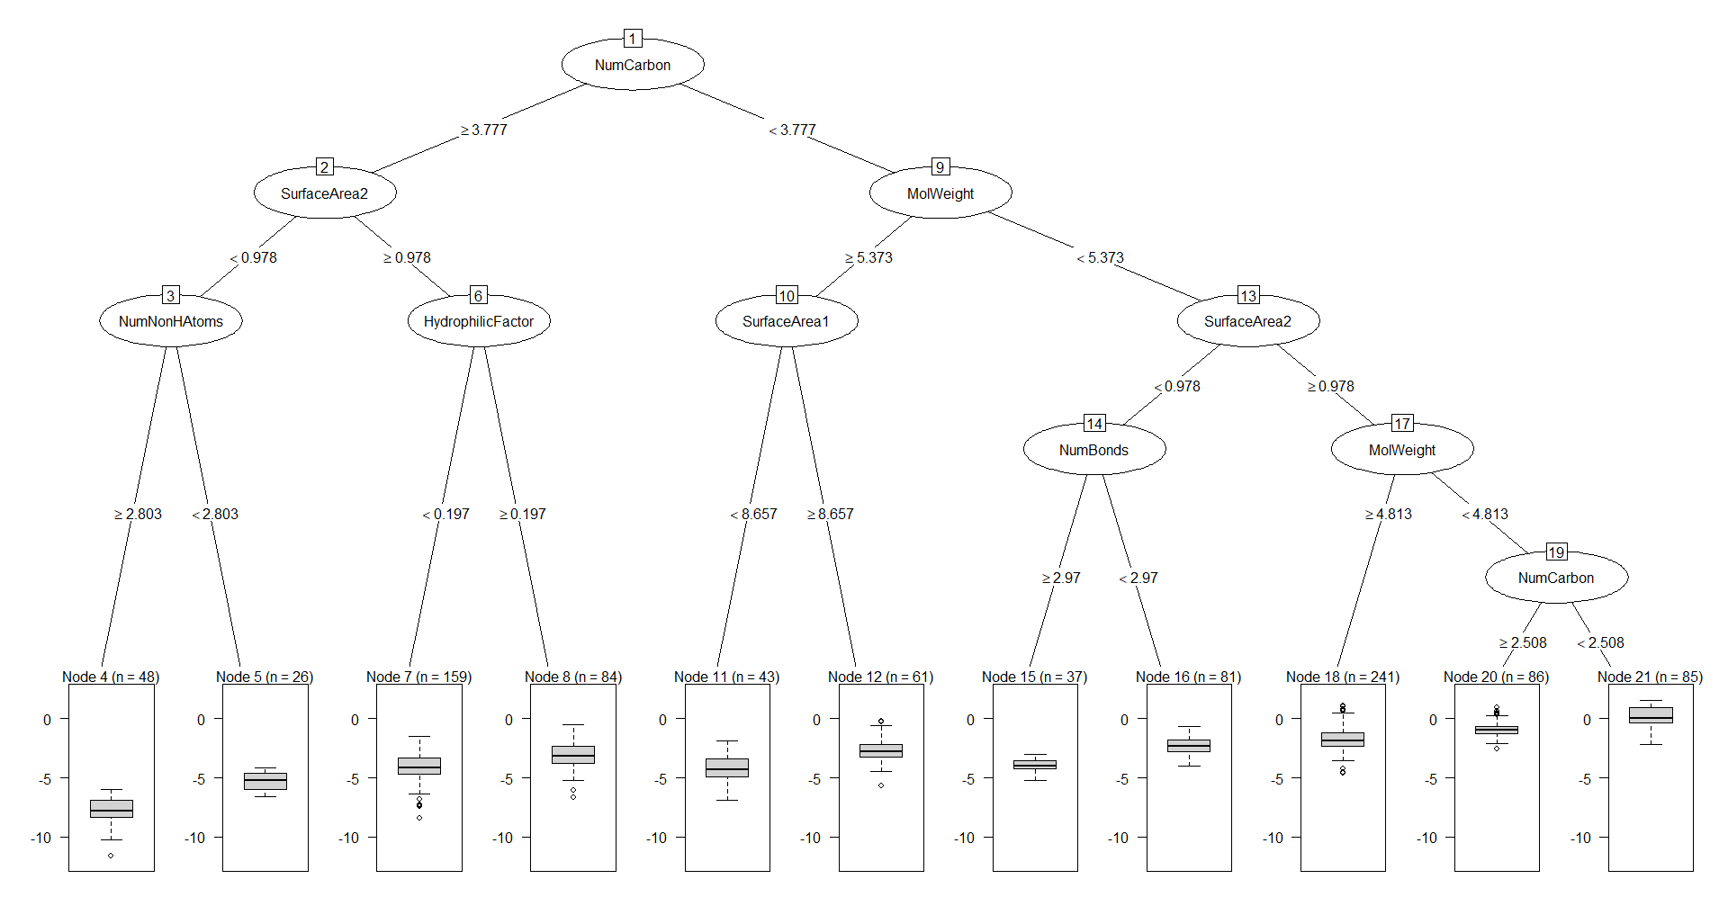 1
NumCarbon
≥ 3.777
< 3.777
2
SurfaceArea2
9
MolWeight
< 0.978
≥ 0.978
≥ 5.373
< 5.373
3
NumNonHAtoms
6
HydrophilicFactor
10
SurfaceArea1
13
SurfaceArea2
< 0.978
≥ 0.978
14
NumBonds
17
MolWeight
≥ 2.803
< 2.803
< 0.197
≥ 0.197
< 8.657
≥ 8.657
≥ 4.813
< 4.813
19
NumCarbon
≥ 2.97
< 2.97
≥ 2.508
< 2.508
Node 4 (n = 48)
Node 5 (n = 26)
Node 7 (n = 159)
Node 8 (n = 84)
Node 11 (n = 43)
Node 12 (n = 61)
Node 15 (n = 37)
Node 16 (n = 81)
Node 18 (n = 241)
Node 20 (n = 86)
Node 21 (n = 85)
0 0 0 0 0 0 0 0 0 0 0
-5 -5 -5 -5 -5 -5 -5 -5 -5 -5 -5
-10 -10 -10 -10 -10 -10 -10 -10 -10 -10 -10